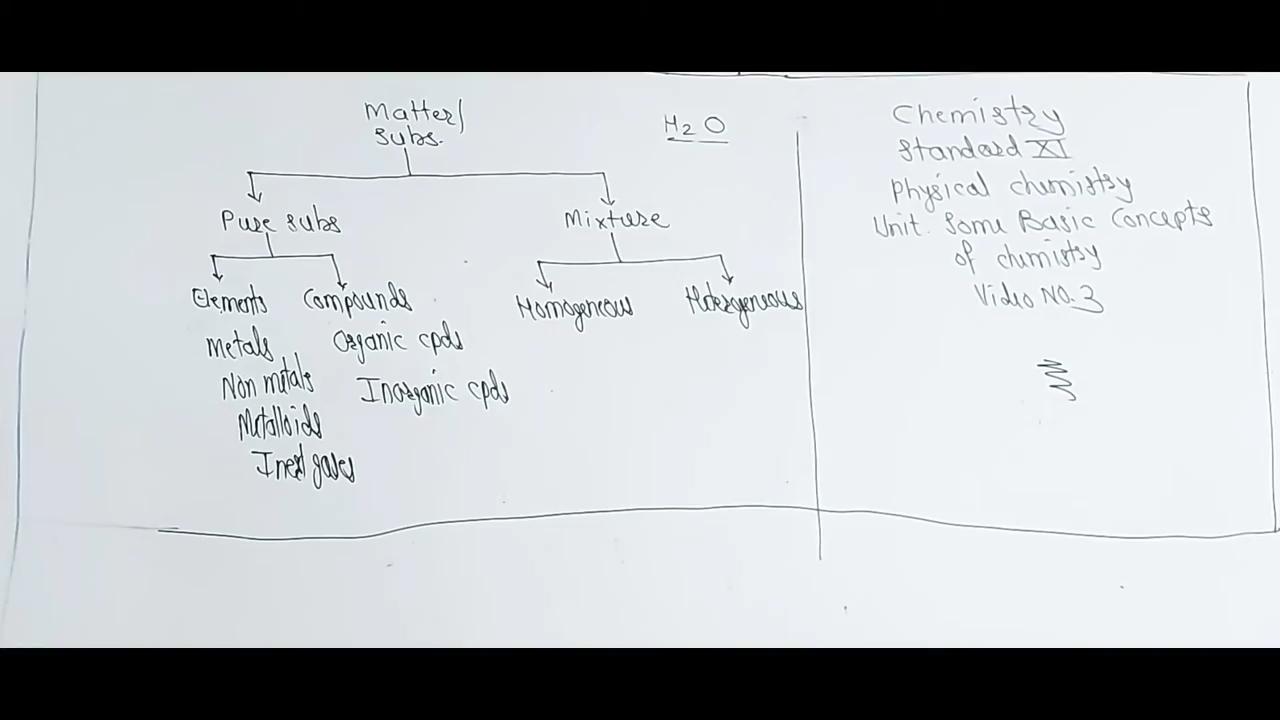 Matter/
subs.
H2O
Pure subs
Mixture
Elements
Compounds
Homogeneous
Hetergeneous
Metals
Organic cpds
Non metals
Inorganic cpds
Metalloids
Inert gases
Chemistry
Standard XI
Physical chemistry
Unit. Some Basic Concepts
of chemistry
Video No. 3